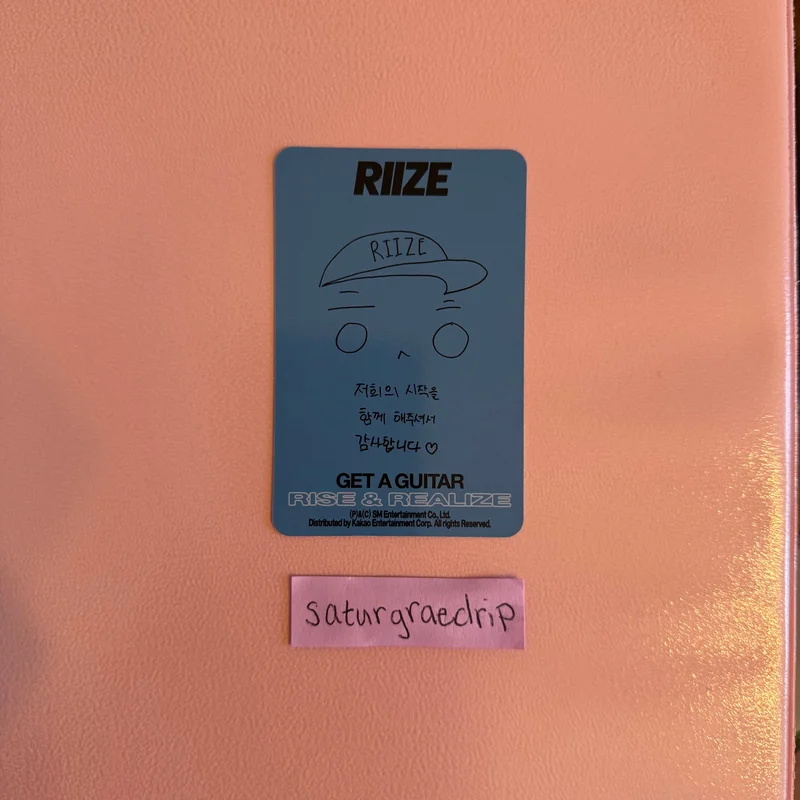 RIIZE
RIIZE
저희의 시작을
함께 해주셔서
감사합니다♡
GET A GUITAR
RISE & REALIZE
(P)&(C) SM Entertainment Co., Ltd.
Distributed by Kakao Entertainment Corp. All rights Reserved.
saturgraedrip